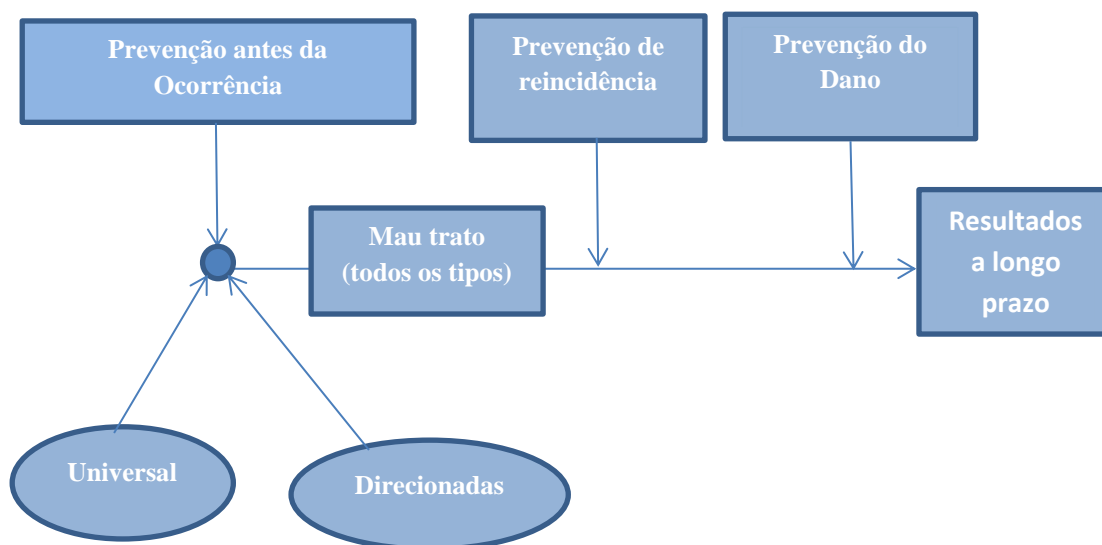 Prevenção antes da
Ocorrência
Prevenção de
reincidência
Prevenção do
Dano
Mau trato
(todos os tipos)
Resultados
a longo
prazo
Universal
Direcionadas